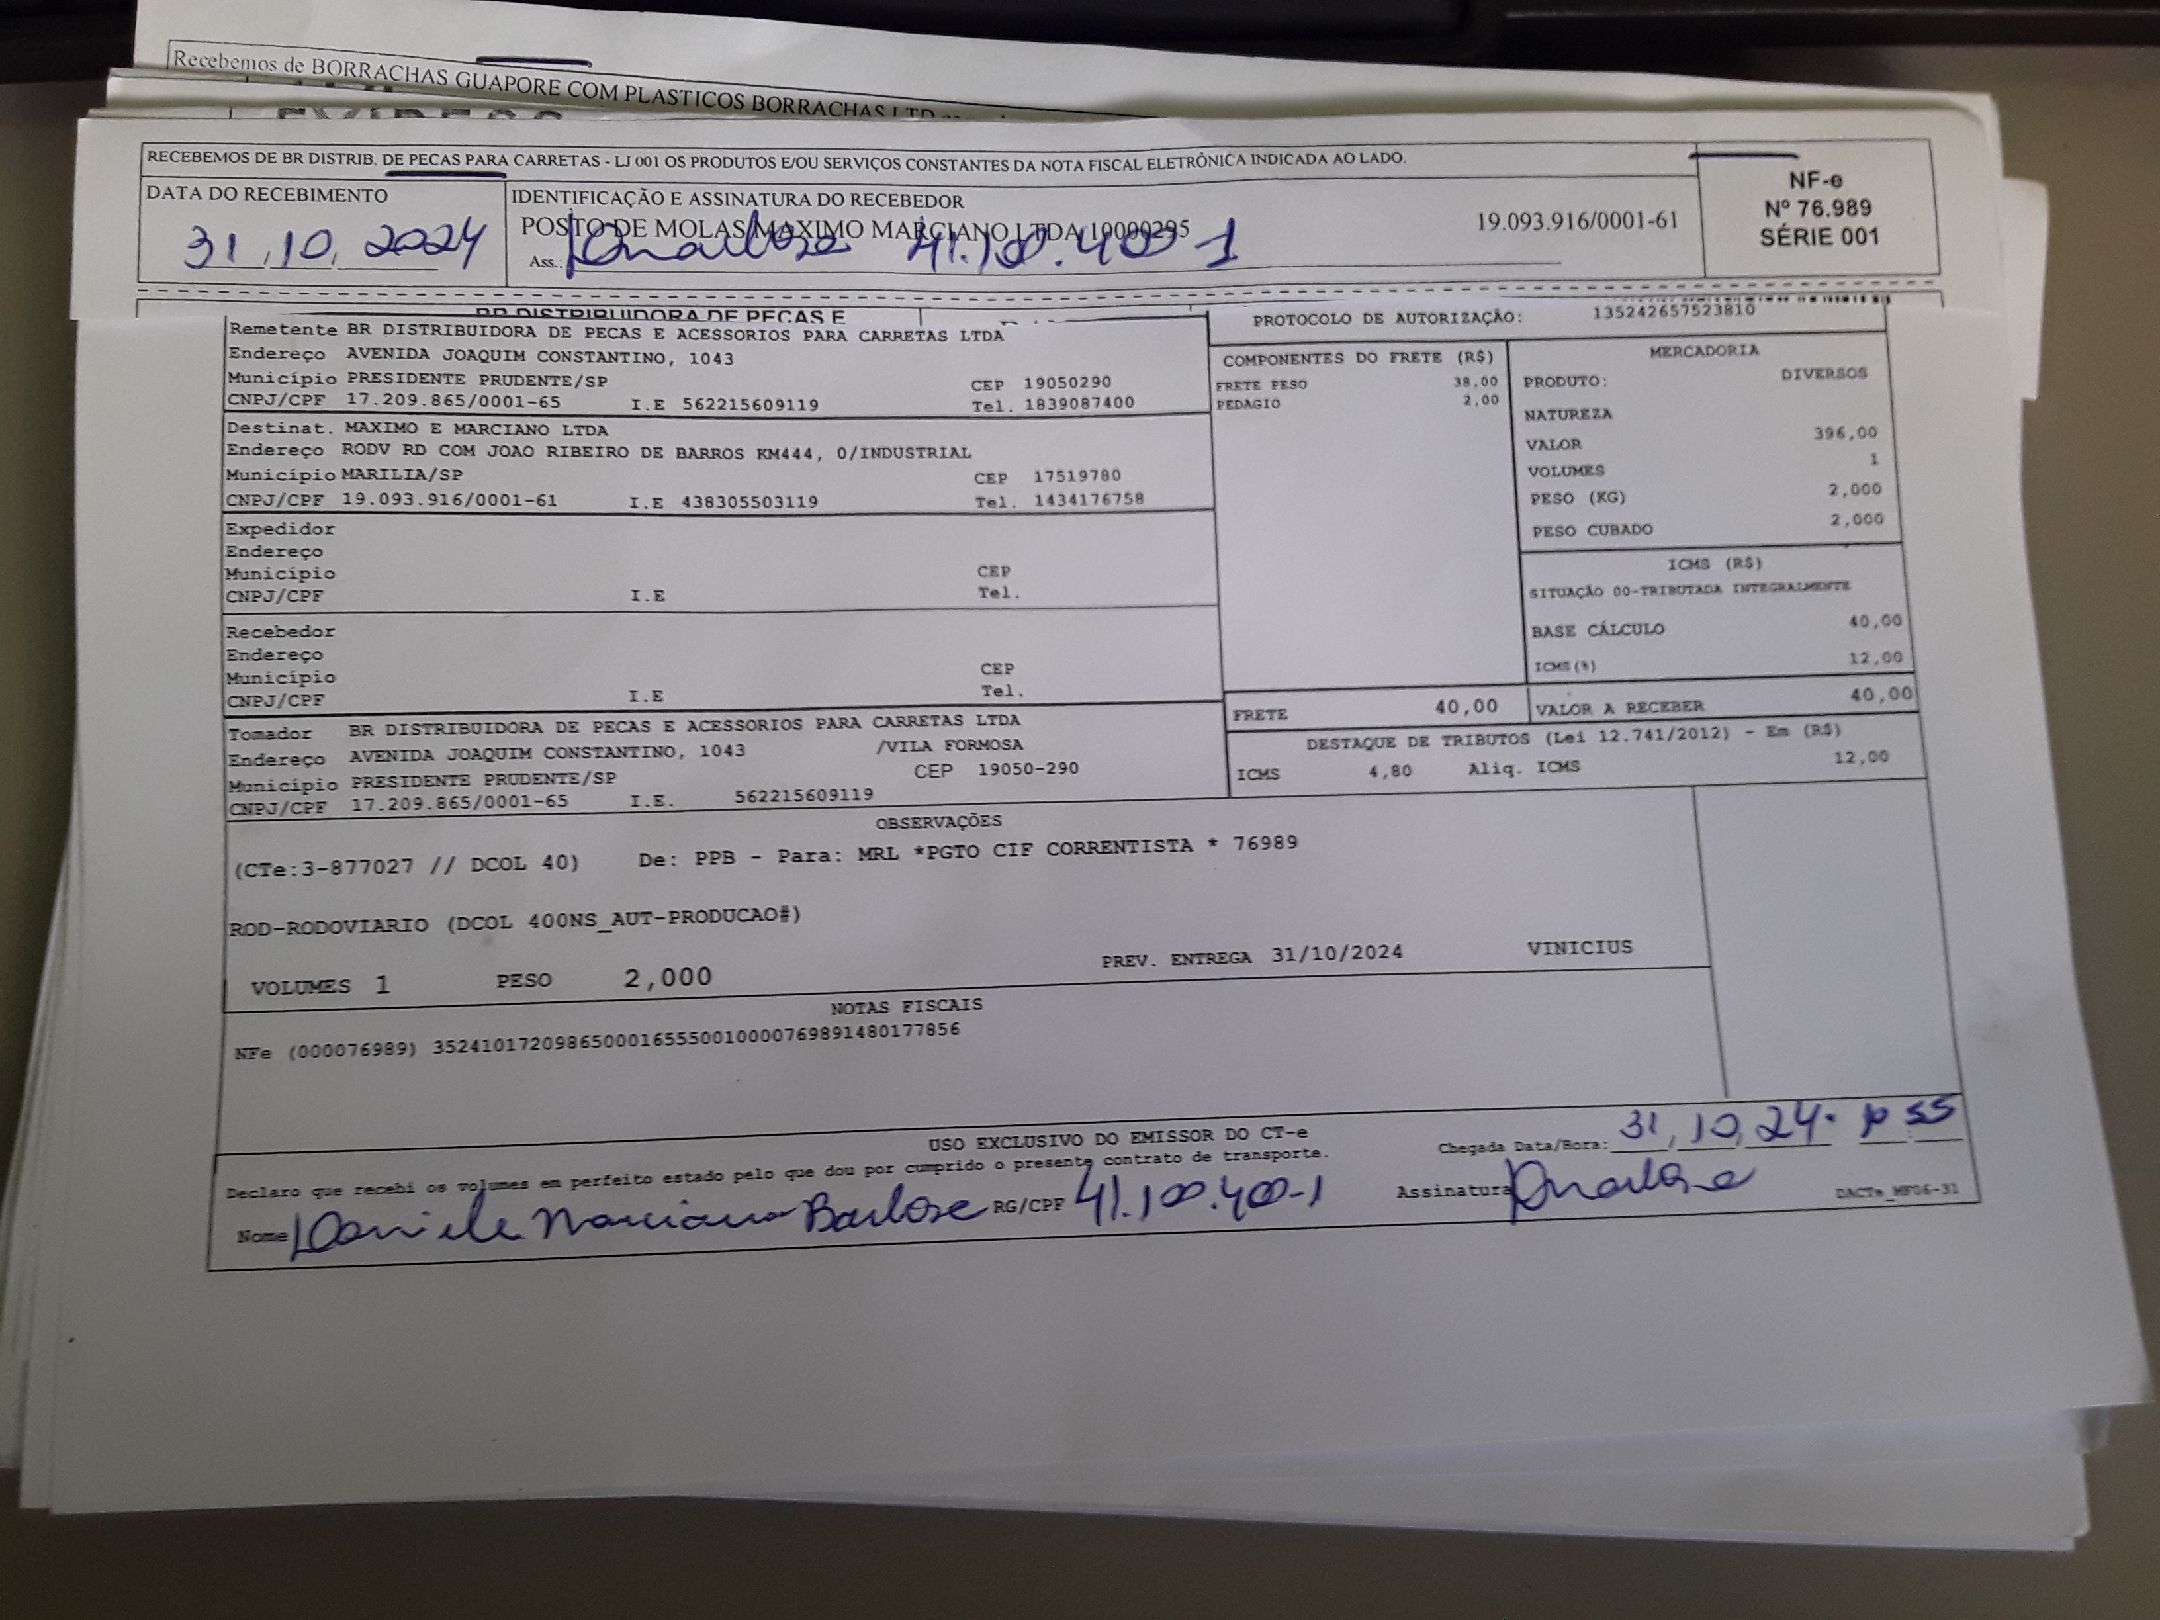 Recebemos de BORRACHAS GUAPORE COM PLASTICOS BORRACHAS LTD
RECEBEMOS DE BR DISTRIB. DE PECAS PARA CARRETAS - LJ 001 OS PRODUTOS E/OU SERVIÇOS CONSTANTES DA NOTA FISCAL ELETRÔNICA INDICADA AO LADO.
NF-e
Nº 76.989
SÉRIE 001
DATA DO RECEBIMENTO
31, 10, 2024
IDENTIFICAÇÃO E ASSINATURA DO RECEBEDOR
POSTO DE MOLAS MAXIMO MARCIANO LTDA 10000295 19.093.916/0001-61
Ass.: 41.100.400-1
BR DISTRIBUIDORA DE PECAS E
Remetente BR DISTRIBUIDORA DE PECAS E ACESSORIOS PARA CARRETAS LTDA
Endereço AVENIDA JOAQUIM CONSTANTINO, 1043
Município PRESIDENTE PRUDENTE/SP CEP 19050290
CNPJ/CPF 17.209.865/0001-65 I.E 562215609119 Tel. 1839087400
Destinat. MAXIMO E MARCIANO LTDA
Endereço RODV RD COM JOAO RIBEIRO DE BARROS KM444, 0/INDUSTRIAL
Município MARILIA/SP CEP 17519780
CNPJ/CPF 19.093.916/0001-61 I.E 438305503119 Tel. 1434176758
Expedidor
Endereço
Município CEP
CNPJ/CPF I.E Tel.
Recebedor
Endereço
Município CEP
CNPJ/CPF I.E Tel.
Tomador BR DISTRIBUIDORA DE PECAS E ACESSORIOS PARA CARRETAS LTDA
Endereço AVENIDA JOAQUIM CONSTANTINO, 1043 /VILA FORMOSA
Município PRESIDENTE PRUDENTE/SP CEP 19050-290
CNPJ/CPF 17.209.865/0001-65 I.E. 562215609119
PROTOCOLO DE AUTORIZAÇÃO: 135242657523810
COMPONENTES DO FRETE (R$)
FRETE PESO 38,00
PEDAGIO 2,00
MERCADORIA
PRODUTO: DIVERSOS
NATUREZA
VALOR 396,00
VOLUMES 1
PESO (KG) 2,000
PESO CUBADO 2,000
ICMS (R$)
SITUAÇÃO 00-TRIBUTADA INTEGRALMENTE
BASE CÁLCULO 40,00
ICMS(%) 12,00
FRETE 40,00 VALOR A RECEBER 40,00
DESTAQUE DE TRIBUTOS (Lei 12.741/2012) - Em (R$)
ICMS 4,80 Aliq. ICMS 12,00
OBSERVAÇÕES
(CTe:3-877027 // DCOL 40) De: PPB - Para: MRL *PGTO CIF CORRENTISTA * 76989
ROD-RODOVIARIO (DCOL 400NS_AUT-PRODUCAO#)
VOLUMES 1 PESO 2,000 PREV. ENTREGA 31/10/2024 VINICIUS
NOTAS FISCAIS
NFe (000076989) 35241017209865000165550010000769891480177856
USO EXCLUSIVO DO EMISSOR DO CT-e
Declaro que recebi os volumes em perfeito estado pelo que dou por cumprido o presente contrato de transporte.
Chegada Data/Hora: 31, 10, 24. 55
Nome Daniele Marciano Barbosa RG/CPF 41.100.400-1 Assinatura
DACTe_MF06-31